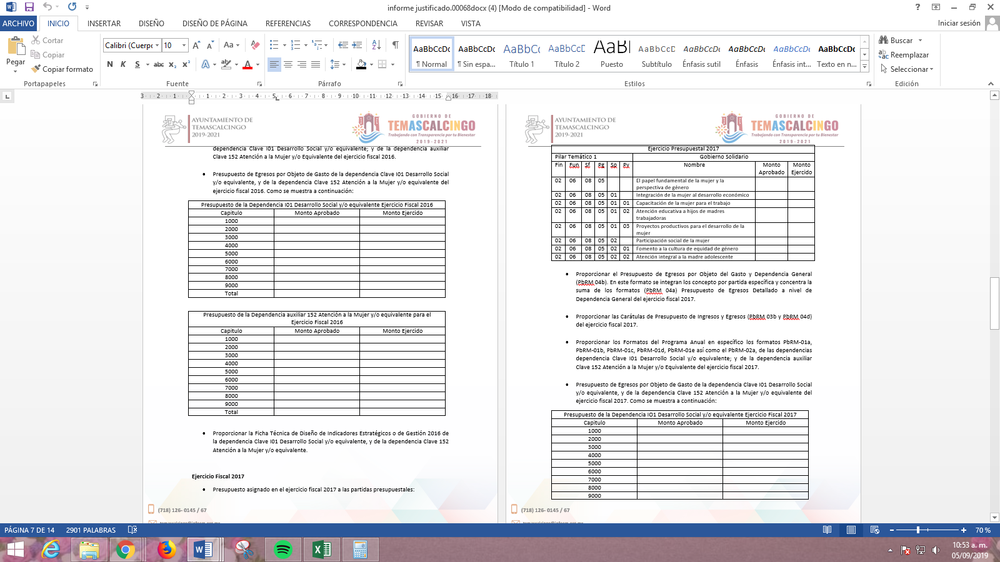 informe justificado.00068docx (4) [Modo de compatibilidad] - Word
ARCHIVO INICIO INSERTAR DISEÑO DISEÑO DE PÁGINA REFERENCIAS CORRESPONDENCIA REVISAR VISTA Iniciar sesión
Pegar
Cortar
Copiar
Copiar formato
Portapapeles
Calibri (Cuerpo 10
N K S abc x₂ x²
Fuente
Párrafo
AaBbCcDc AaBbCcDc AaBbCc AaBbCcD AaBl AaBbCcD AaBbCcDc AaBbCcDc AaBbCcDc AaBbCcDc
¶ Normal ¶ Sin espa... Título 1 Título 2 Puesto Subtítulo Énfasis sutil Énfasis Énfasis int... Texto en n...
Estilos
Buscar
Reemplazar
Seleccionar
Edición
3 2 1 1 2 3 4 5 6 7 8 9 10 11 12 13 14 15 16 17 18
AYUNTAMIENTO DE
TEMASCALCINGO
2019-2021
GOBIERNO DE
TEMASCALCINGO
Trabajando con Transparencia por tu Bienestar
2019-2021
dependencia Clave I01 Desarrollo Social y/o equivalente; y de la dependencia auxiliar
Clave 152 Atención a la Mujer y/o Equivalente del ejercicio fiscal 2016.
• Presupuesto de Egresos por Objeto de Gasto de la dependencia Clave I01 Desarrollo Social
y/o equivalente, y de la dependencia Clave 152 Atención a la Mujer y/o equivalente del
ejercicio fiscal 2016. Como se muestra a continuación:
Presupuesto de la Dependencia I01 Desarrollo Social y/o equivalente Ejercicio Fiscal 2016
Capitulo Monto Aprobado Monto Ejercido
1000
2000
3000
4000
5000
6000
7000
8000
9000
Total
Presupuesto de la Dependencia auxiliar 152 Atención a la Mujer y/o equivalente para el
Ejercicio Fiscal 2016
Capitulo Monto Aprobado Monto Ejercido
1000
2000
3000
4000
5000
6000
7000
8000
9000
Total
• Proporcionar la Ficha Técnica de Diseño de Indicadores Estratégicos o de Gestión 2016 de
la dependencia Clave I01 Desarrollo Social y/o equivalente, y de la dependencia Clave 152
Atención a la Mujer y/o equivalente.
Ejercicio Fiscal 2017
• Presupuesto asignado en el ejercicio fiscal 2017 a las partidas presupuestales:
(718) 126- 0145 / 67
AYUNTAMIENTO DE
TEMASCALCINGO
2019-2021
GOBIERNO DE
TEMASCALCINGO
Trabajando con Transparencia por tu Bienestar
2019-2021
Ejercicio Presupuestal 2017
Pilar Temático 1 Gobierno Solidario
Fin Fun Sf Pg Sp Py Nombre Monto Aprobado Monto Ejercido
02 06 08 05 El papel fundamental de la mujer y la
perspectiva de género
02 06 08 05 01 Integración de la mujer al desarrollo económico
02 06 08 05 01 01 Capacitación de la mujer para el trabajo
02 06 08 05 01 02 Atención educativa a hijos de madres
trabajadoras
02 06 08 05 01 03 Proyectos productivos para el desarrollo de la
mujer
02 06 08 05 02 Participación social de la mujer
02 06 08 05 02 01 Fomento a la cultura de equidad de género
02 06 08 05 02 02 Atención integral a la madre adolescente
• Proporcionar el Presupuesto de Egresos por Objeto del Gasto y Dependencia General
(PbRM 04b). En este formato se integran los concepto por partida específica y concentra la
suma de los formatos (PbRM 04a) Presupuesto de Egresos Detallado a nivel de
Dependencia General del ejercicio fiscal 2017.
• Proporcionar las Carátulas de Presupuesto de Ingresos y Egresos (PbRM 03b y PbRM 04d)
del ejercicio fiscal 2017.
• Proporcionar los Formatos del Programa Anual en específico los formatos PbRM-01a,
PbRM-01b, PbRM-01c, PbRM-01d, PbRM-01e así como el PbRM-02a, de las dependencias
dependencia Clave I01 Desarrollo Social y/o equivalente; y de la dependencia auxiliar
Clave 152 Atención a la Mujer y/o Equivalente del ejercicio fiscal 2017.
• Presupuesto de Egresos por Objeto de Gasto de la dependencia Clave I01 Desarrollo Social
y/o equivalente, y de la dependencia Clave 152 Atención a la Mujer y/o equivalente del
ejercicio fiscal 2017. Como se muestra a continuación:
Presupuesto de la Dependencia IO1 Desarrollo Social y/o equivalente Ejercicio Fiscal 2017
Capitulo Monto Aprobado Monto Ejercido
1000
2000
3000
4000
5000
6000
7000
8000
9000
(718) 126- 0145 / 67
PÁGINA 7 DE 14 2901 PALABRAS 70 %
10:53 a. m.
05/09/2019